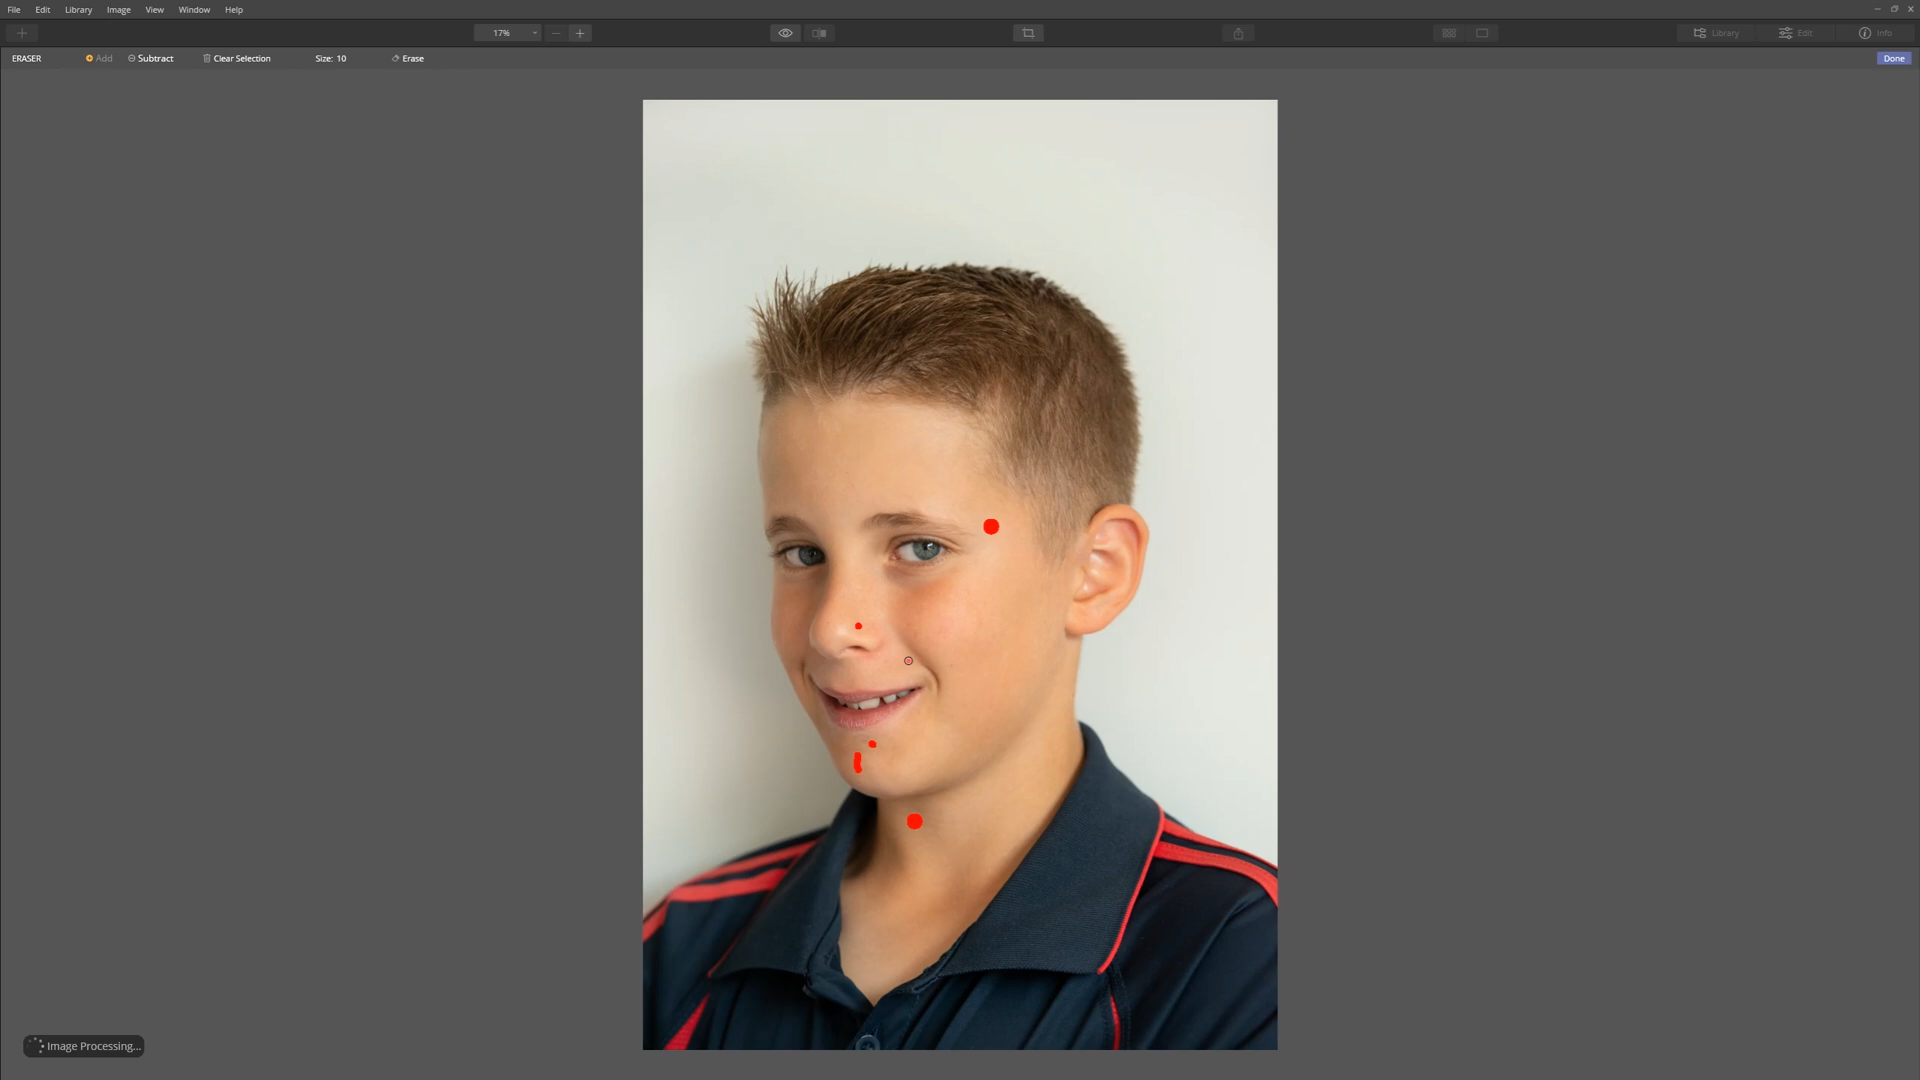 File Edit Library Image View Window Help
17% Library Edit Info
ERASER Add Subtract Clear Selection Size: 10 Erase Done
Image Processing...